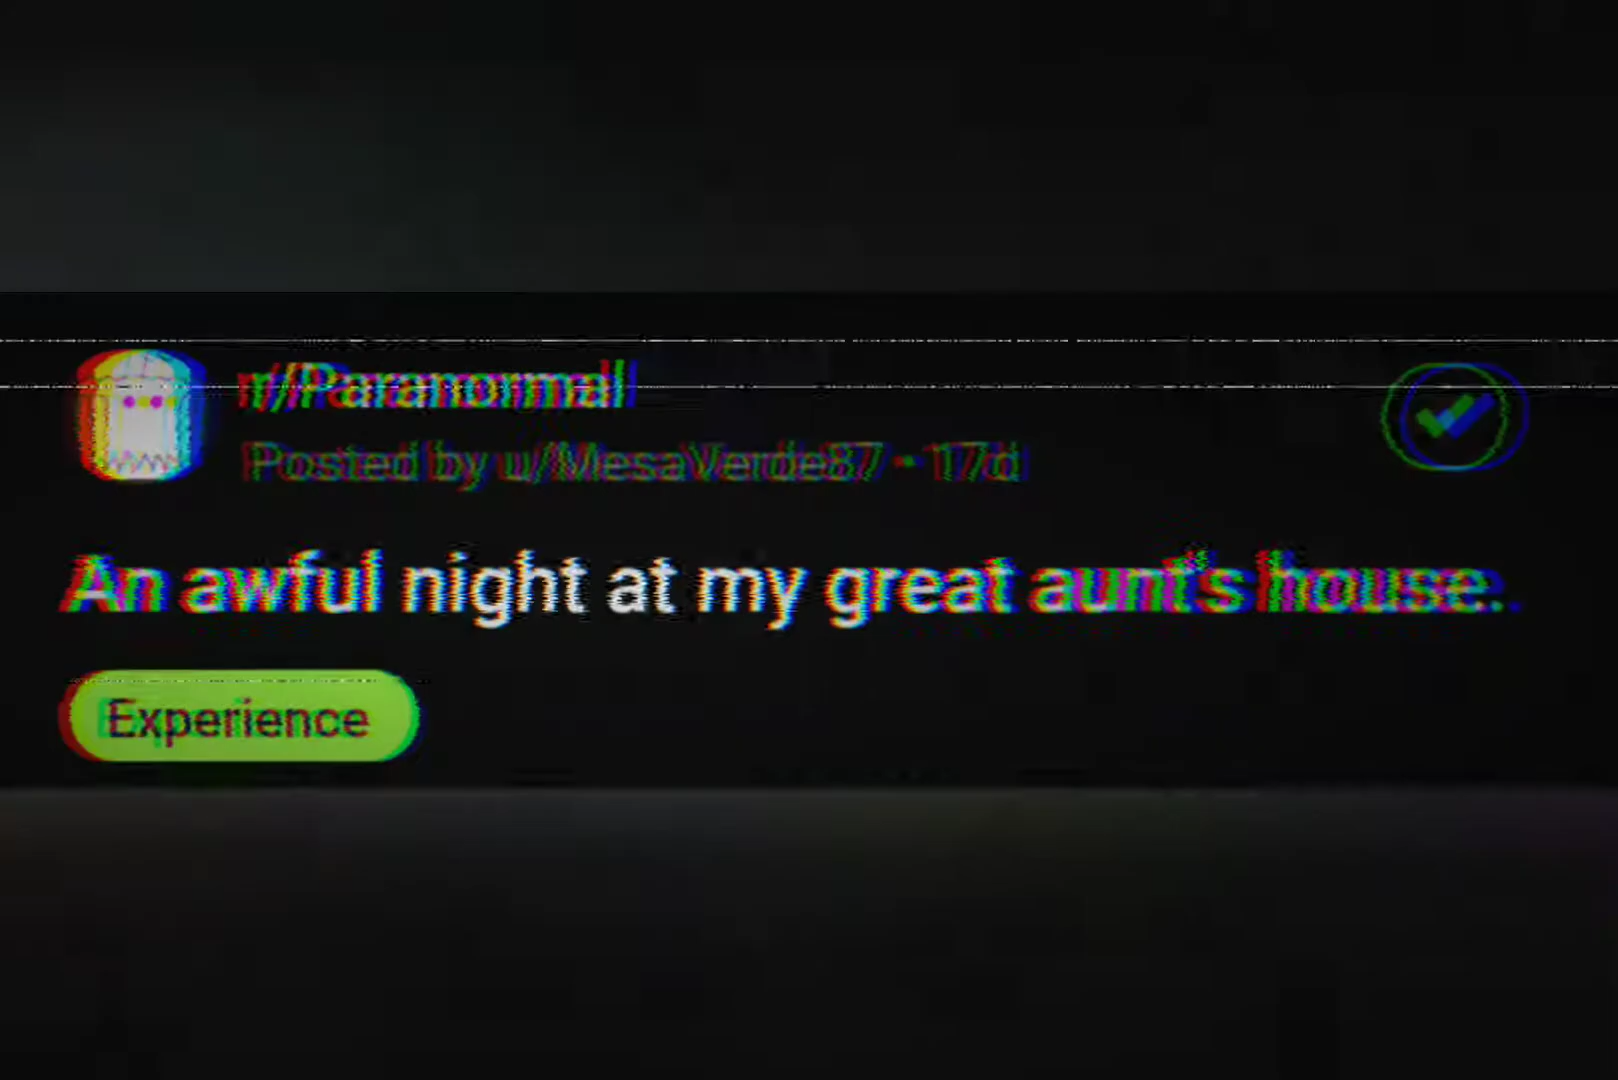 r/Paranormal
Posted by u/MesaVerde87 • 17d
An awful night at my great aunt's house.
Experience